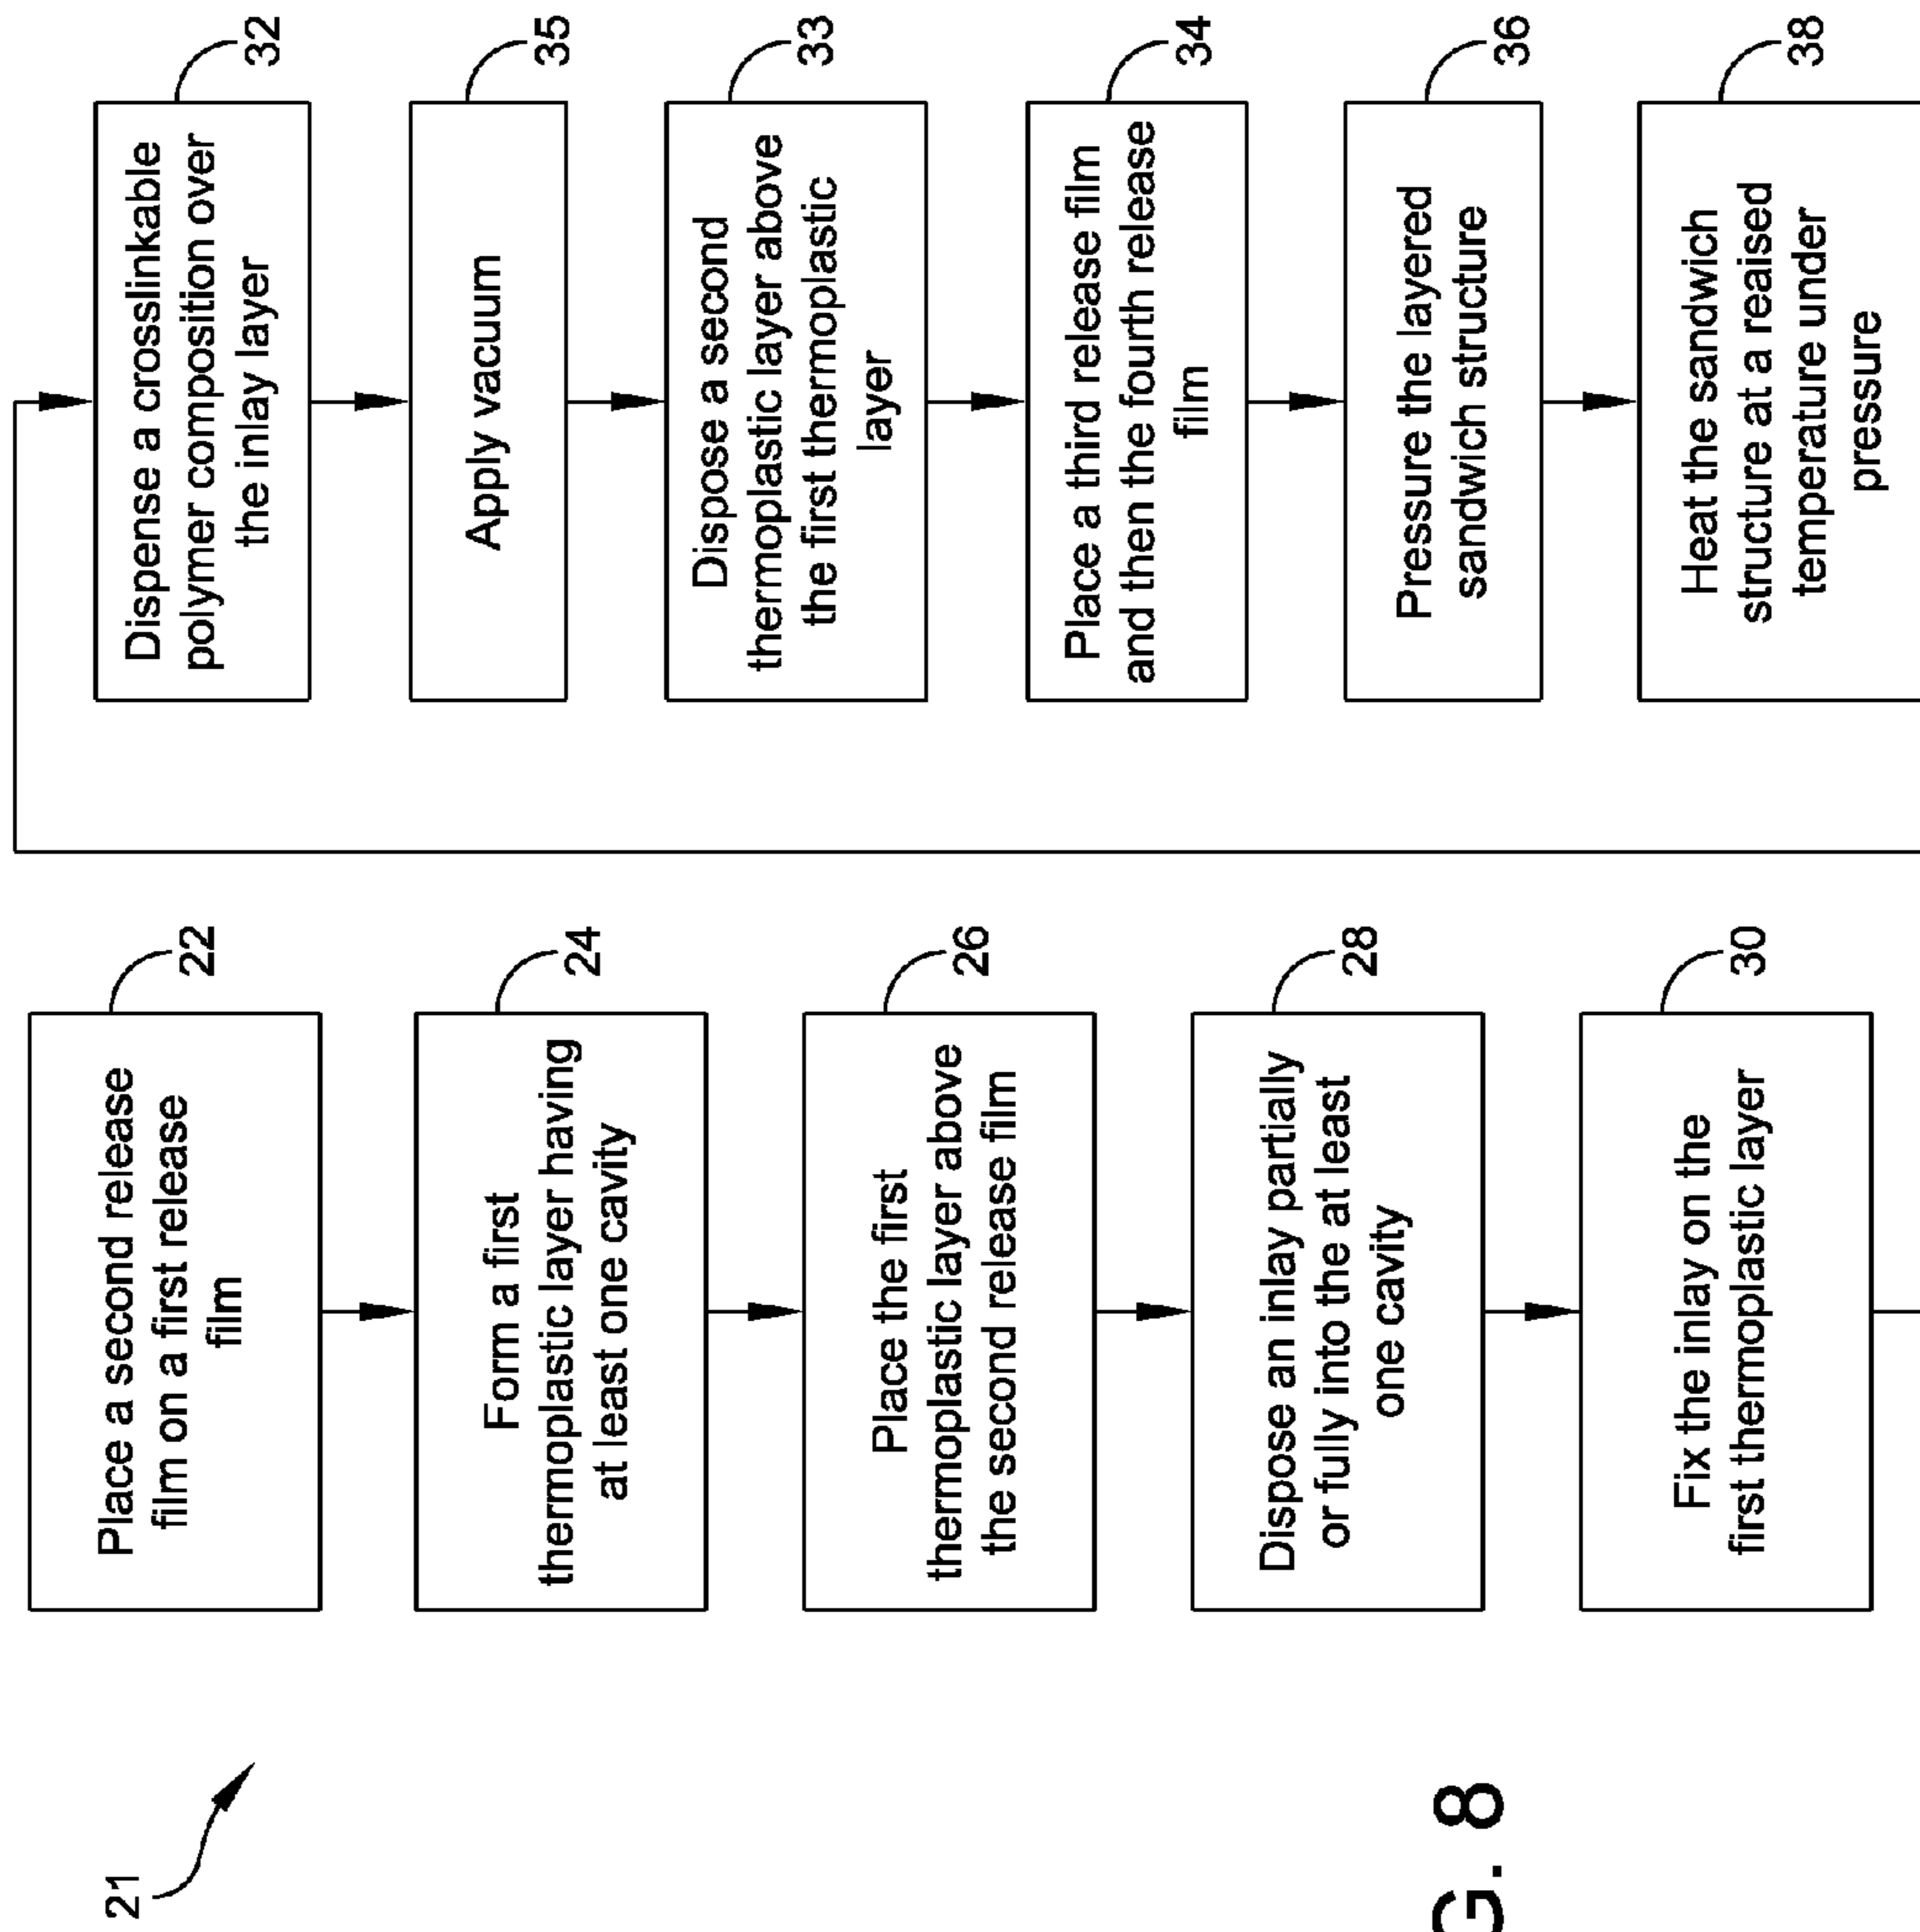 21
Place a second release
film on a first release
film
22
Form a first
thermoplastic layer having
at least one cavity
24
Place the first
thermoplastic layer above
the second release film
26
Dispose an inlay partially
or fully into the at least
one cavity
28
Fix the inlay on the
first thermoplastic layer
30
Dispense a crosslinkable
polymer composition over
the inlay layer
32
Apply vacuum
35
Dispose a second
thermoplastic layer above
the first thermoplastic
layer
33
Place a third release film
and then the fourth release
film
34
Pressure the layered
sandwich structure
36
Heat the sandwich
structure at a reaised
temperature under
pressure
38
G. 8